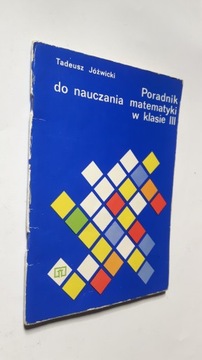 Tadeusz Jóźwicki
Poradnik
do nauczania matematyki
w klasie III